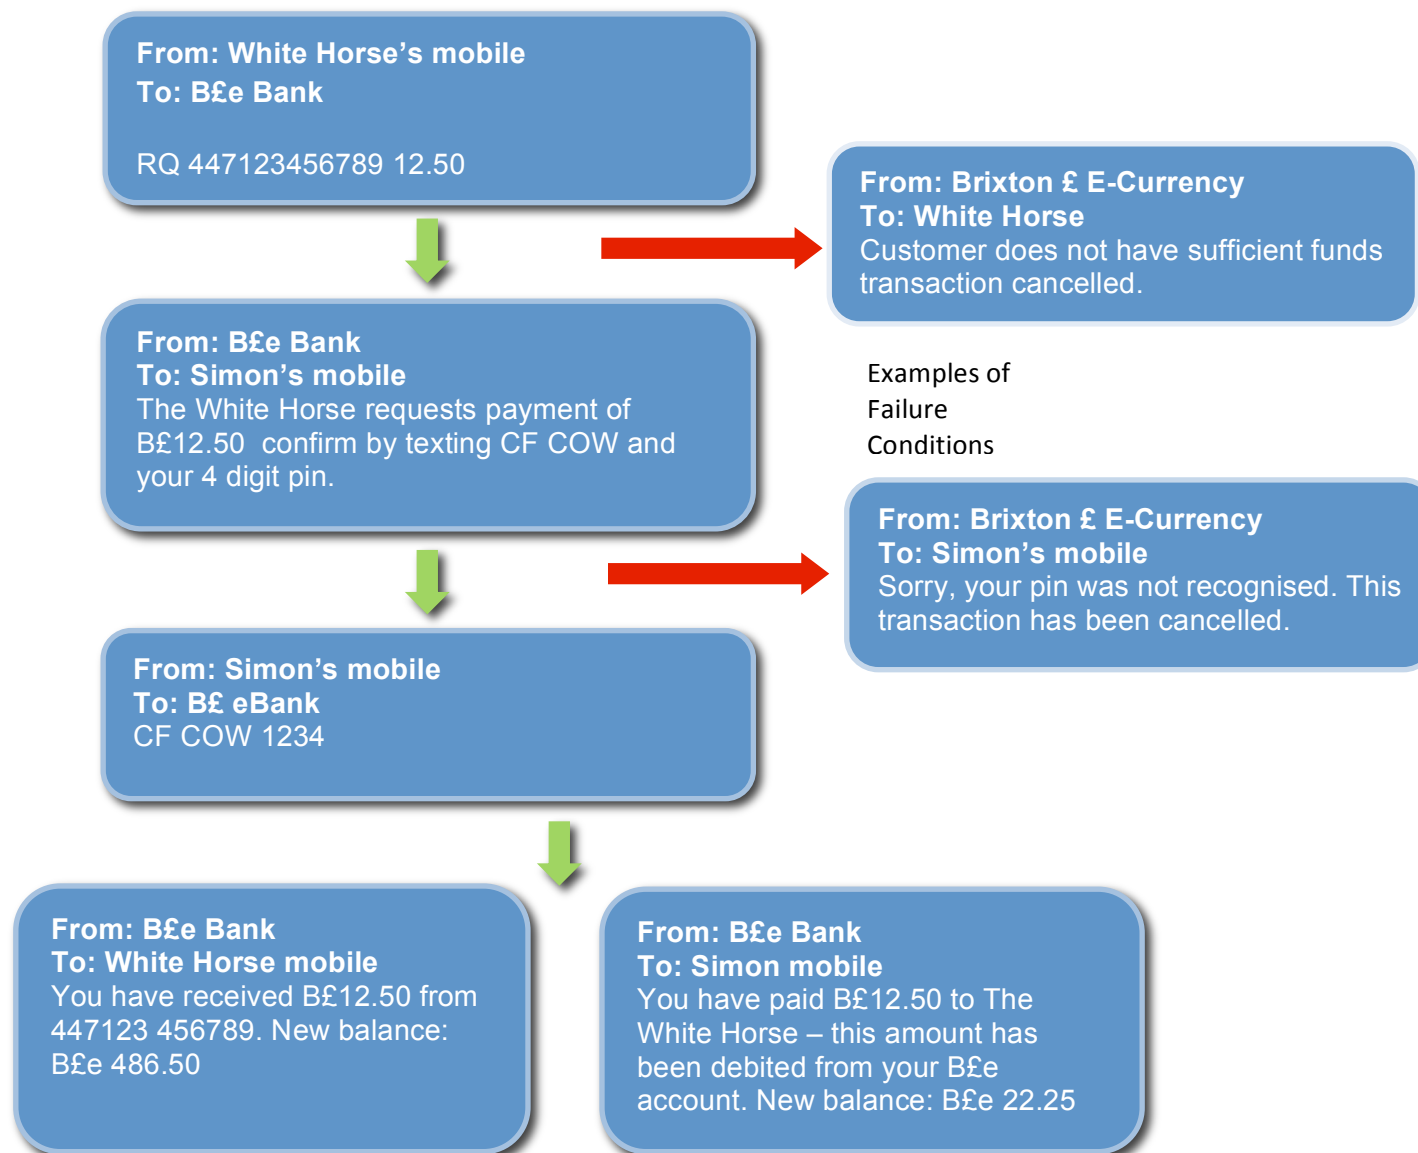 From: White Horse’s mobile
To: B£e Bank
RQ 447123456789 12.50
From: Brixton £ E-Currency
To: White Horse
Customer does not have sufficient funds
transaction cancelled.
From: B£e Bank
To: Simon’s mobile
The White Horse requests payment of
B£12.50  confirm by texting CF COW and
your 4 digit pin.
Examples of
Failure
Conditions
From: Brixton £ E-Currency
To: Simon’s mobile
Sorry, your pin was not recognised. This
transaction has been cancelled.
From: Simon’s mobile
To: B£ eBank
CF COW 1234
From: B£e Bank
To: White Horse mobile
You have received B£12.50 from
447123 456789. New balance:
B£e 486.50
From: B£e Bank
To: Simon mobile
You have paid B£12.50 to The
White Horse – this amount has
been debited from your B£e
account. New balance: B£e 22.25